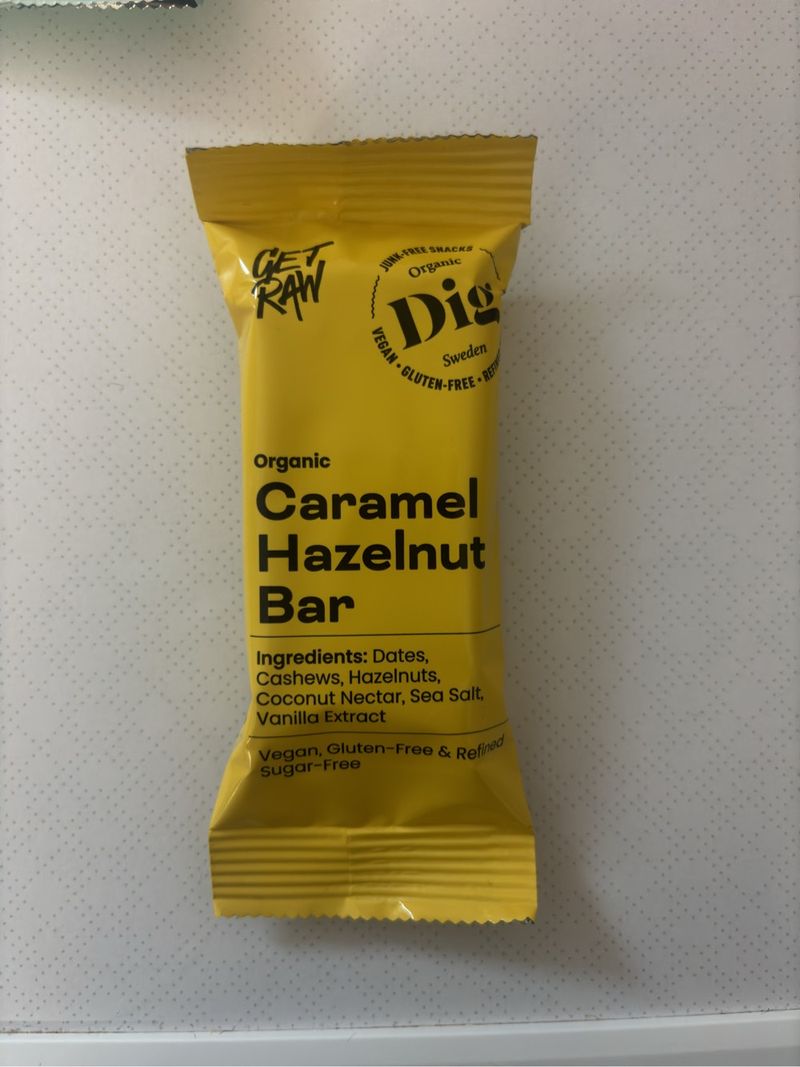 GET
RAW
JUNK-FREE SNACKS
Organic
Dig
Sweden
VEGAN • GLUTEN-FREE •
Organic
Caramel
Hazelnut
Bar
Ingredients: Dates,
Cashews, Hazelnuts,
Coconut Nectar, Sea Salt,
Vanilla Extract
Vegan, Gluten-Free & Refined
Sugar-Free